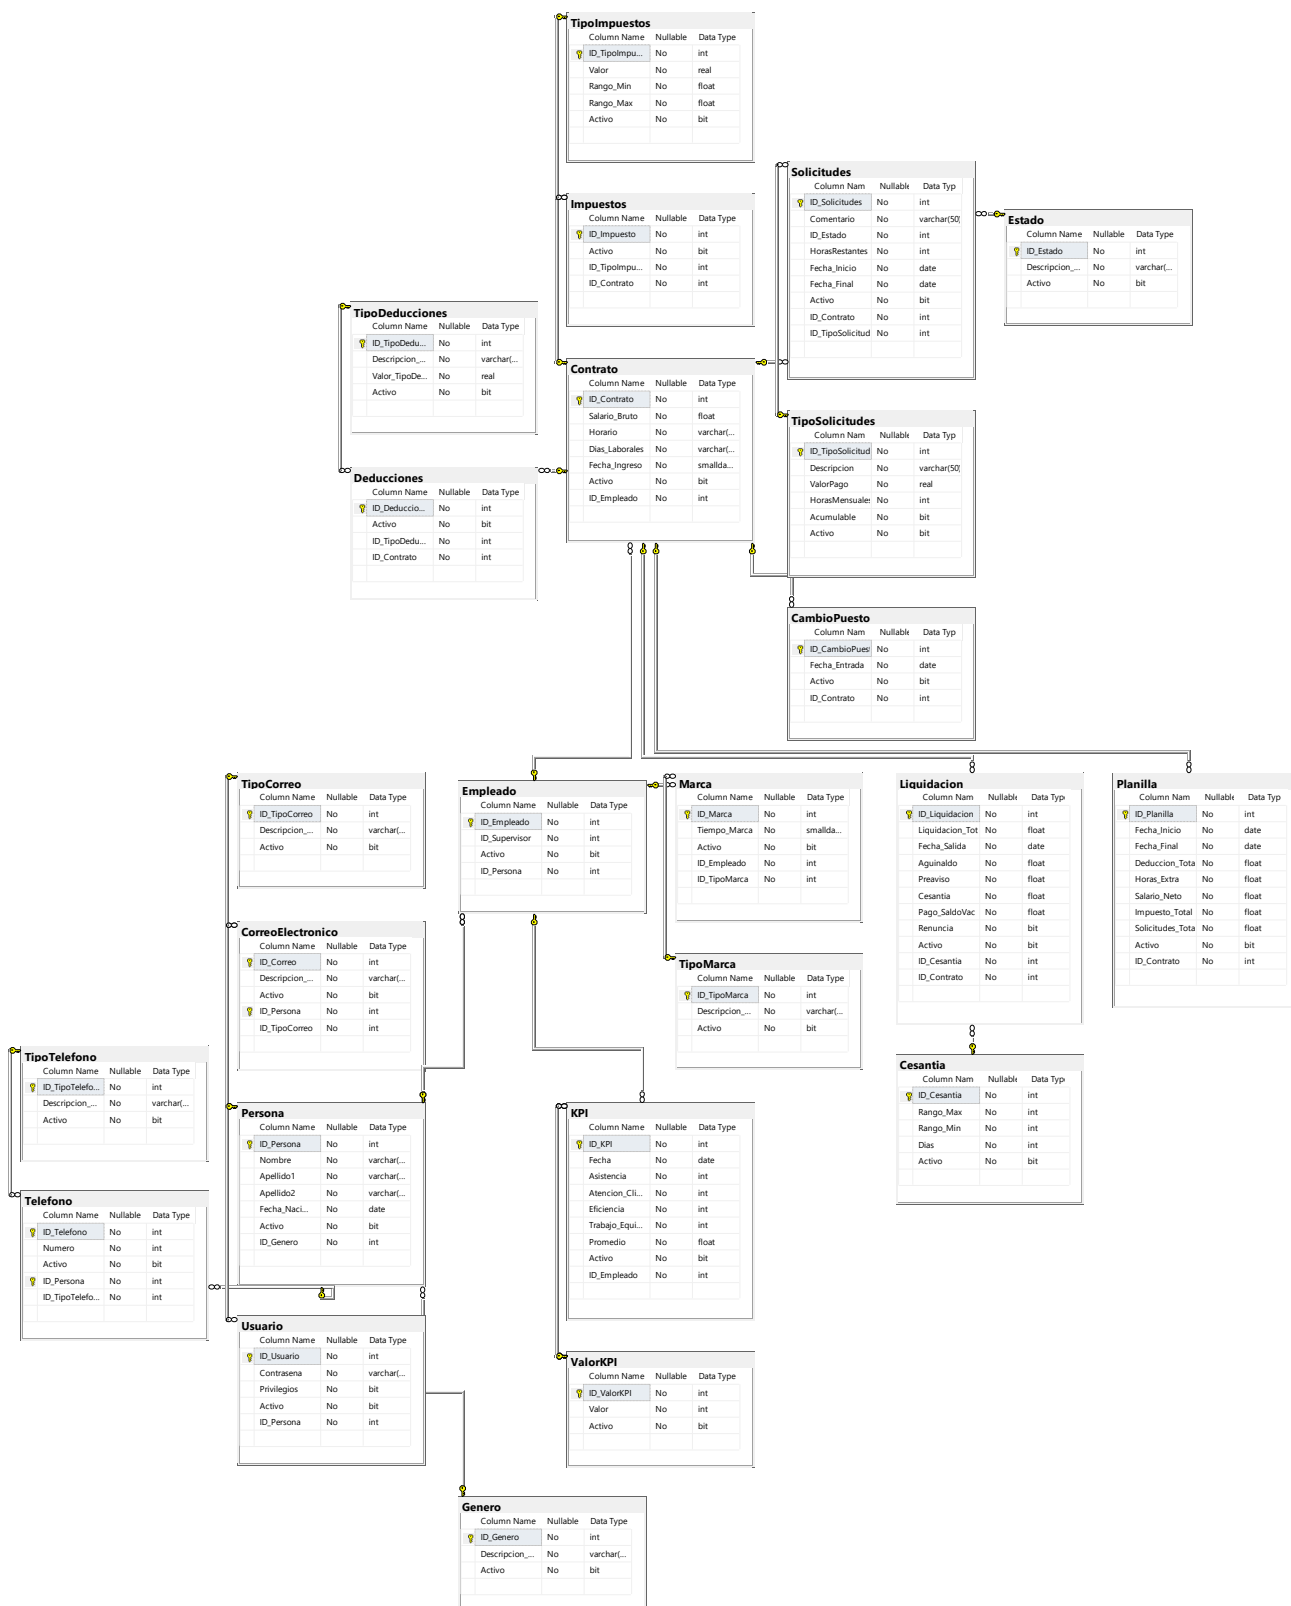 TipoImpuestos
Column Name Nullable Data Type
ID_TipoImpu... No int
Valor No real
Rango_Min No float
Rango_Max No float
Activo No bit
Solicitudes
Column Nam Nullable Data Typ
ID_Solicitudes No int
Comentario No varchar(50)
ID_Estado No int
HorasRestantes No int
Fecha_Inicio No date
Fecha_Final No date
Activo No bit
ID_Contrato No int
ID_TipoSolicitud No int
Impuestos
Column Name Nullable Data Type
ID_Impuesto No int
Activo No bit
ID_TipoImpu... No int
ID_Contrato No int
Estado
Column Name Nullable Data Type
ID_Estado No int
Descripcion_... No varchar(...
Activo No bit
TipoDeducciones
Column Name Nullable Data Type
ID_TipoDedu... No int
Descripcion_... No varchar(...
Valor_TipoDe... No real
Activo No bit
Contrato
Column Name Nullable Data Type
ID_Contrato No int
Salario_Bruto No float
Horario No varchar(...
Dias_Laborales No varchar(...
Fecha_Ingreso No smallda...
Activo No bit
ID_Empleado No int
TipoSolicitudes
Column Nam Nullable Data Typ
ID_TipoSolicitud No int
Descripcion No varchar(50)
ValorPago No real
HorasMensuales No int
Acumulable No bit
Activo No bit
Deducciones
Column Name Nullable Data Type
ID_Deduccio... No int
Activo No bit
ID_TipoDedu... No int
ID_Contrato No int
CambioPuesto
Column Nam Nullable Data Typ
ID_CambioPuest No int
Fecha_Entrada No date
Activo No bit
ID_Contrato No int
TipoCorreo
Column Name Nullable Data Type
ID_TipoCorreo No int
Descripcion_... No varchar(...
Activo No bit
Empleado
Column Name Nullable Data Type
ID_Empleado No int
ID_Supervisor No int
Activo No bit
ID_Persona No int
Marca
Column Name Nullable Data Type
ID_Marca No int
Tiempo_Marca No smallda...
Activo No bit
ID_Empleado No int
ID_TipoMarca No int
Liquidacion
Column Nam Nullable Data Typ
ID_Liquidacion No int
Liquidacion_Tot No float
Fecha_Salida No date
Aguinaldo No float
Preaviso No float
Cesantia No float
Pago_SaldoVac No float
Renuncia No bit
Activo No bit
ID_Cesantia No int
ID_Contrato No int
Planilla
Column Nam Nullable Data Typ
ID_Planilla No int
Fecha_Inicio No date
Fecha_Final No date
Deduccion_Tota No float
Horas_Extra No float
Salario_Neto No float
Impuesto_Total No float
Solicitudes_Tota No float
Activo No bit
ID_Contrato No int
CorreoElectronico
Column Name Nullable Data Type
ID_Correo No int
Descripcion_... No varchar(...
Activo No bit
ID_Persona No int
ID_TipoCorreo No int
TipoMarca
Column Name Nullable Data Type
ID_TipoMarca No int
Descripcion_... No varchar(...
Activo No bit
TipoTelefono
Column Name Nullable Data Type
ID_TipoTelefo... No int
Descripcion_... No varchar(...
Activo No bit
Cesantia
Column Nam Nullable Data Typ
ID_Cesantia No int
Rango_Max No int
Rango_Min No int
Dias No int
Activo No bit
Persona
Column Name Nullable Data Type
ID_Persona No int
Nombre No varchar(...
Apellido1 No varchar(...
Apellido2 No varchar(...
Fecha_Naci... No date
Activo No bit
ID_Genero No int
KPI
Column Name Nullable Data Type
ID_KPI No int
Fecha No date
Asistencia No int
Atencion_Cli... No int
Eficiencia No int
Trabajo_Equi... No int
Promedio No float
Activo No bit
ID_Empleado No int
Telefono
Column Name Nullable Data Type
ID_Telefono No int
Numero No int
Activo No bit
ID_Persona No int
ID_TipoTelefo... No int
Usuario
Column Name Nullable Data Type
ID_Usuario No int
Contrasena No varchar(...
Privilegios No bit
Activo No bit
ID_Persona No int
ValorKPI
Column Name Nullable Data Type
ID_ValorKPI No int
Valor No int
Activo No bit
Genero
Column Name Nullable Data Type
ID_Genero No int
Descripcion_... No varchar(...
Activo No bit